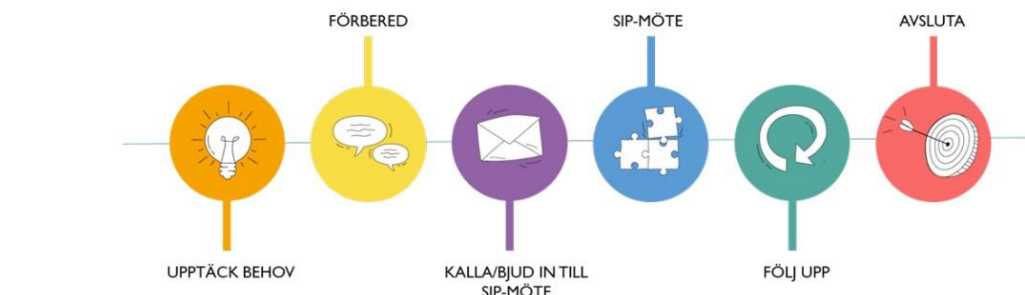 UPPTÄCK BEHOV
FÖRBERED
KALLA/BJUD IN TILL
SIP-MÖTE
SIP-MÖTE
FÖLJ UPP
AVSLUTA